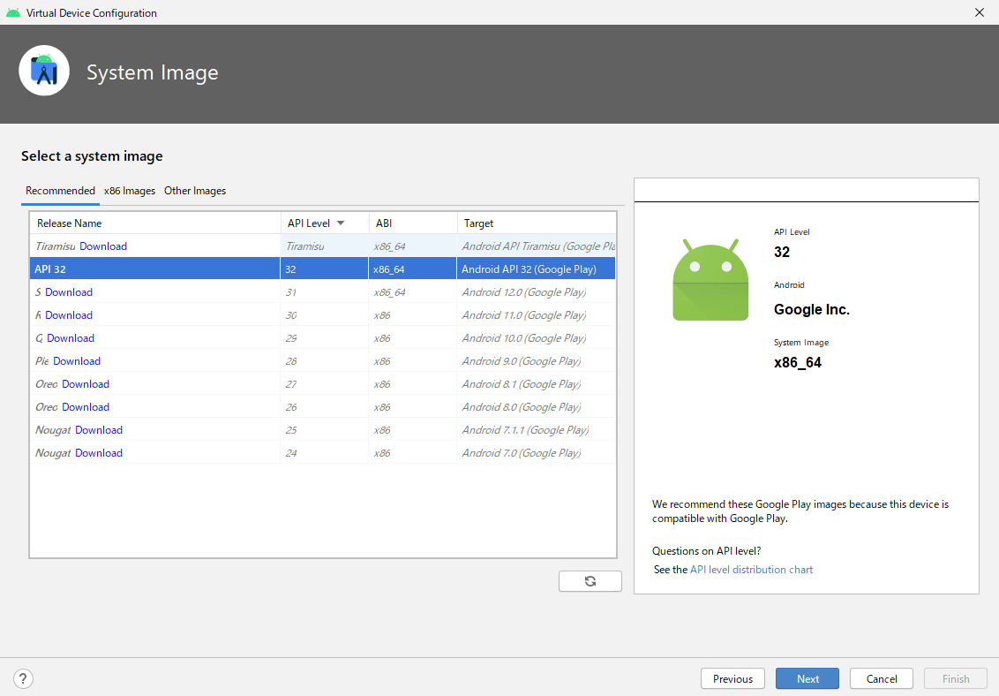 Virtual Device Configuration
System Image
Select a system image
Recommended x86 Images Other Images
Release Name API Level ABI Target
Tiramisu Download Tiramisu x86_64 Android API Tiramisu (Google Pla
API 32 32 x86_64 Android API 32 (Google Play)
S Download 31 x86_64 Android 12.0 (Google Play)
R Download 30 x86 Android 11.0 (Google Play)
Q Download 29 x86 Android 10.0 (Google Play)
Pie Download 28 x86 Android 9.0 (Google Play)
Oreo Download 27 x86 Android 8.1 (Google Play)
Oreo Download 26 x86 Android 8.0 (Google Play)
Nougat Download 25 x86 Android 7.1.1 (Google Play)
Nougat Download 24 x86 Android 7.0 (Google Play)
API Level
32
Android
Google Inc.
System Image
x86_64
We recommend these Google Play images because this device is
compatible with Google Play.
Questions on API level?
See the API level distribution chart
? Previous Next Cancel Finish